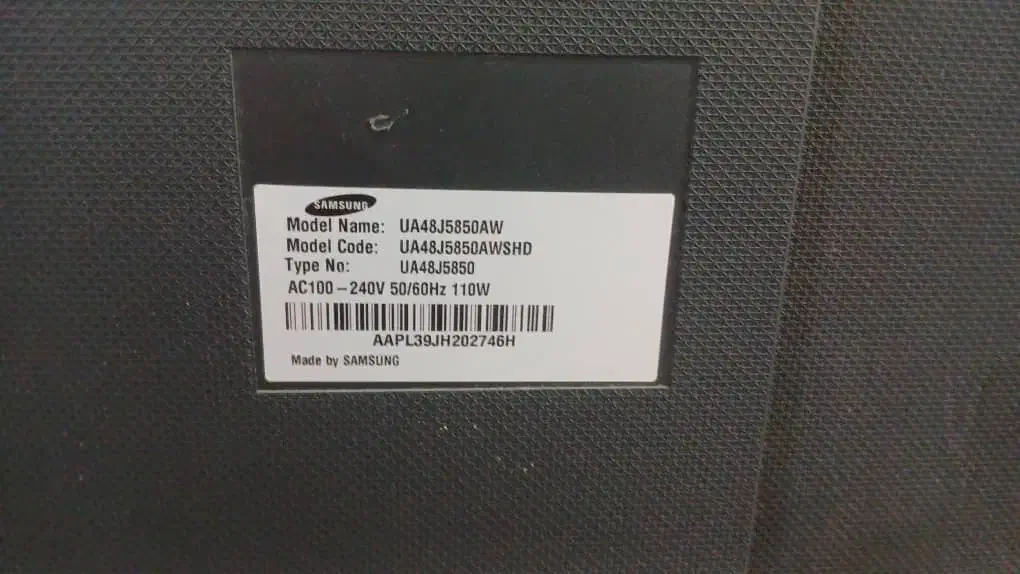 SAMSUNG
Model Name: UA48J5850AW
Model Code: UA48J5850AWSHD
Type No: UA48J5850
AC100 – 240V 50/60Hz 110W
AAPL39JH202746H
Made by SAMSUNG